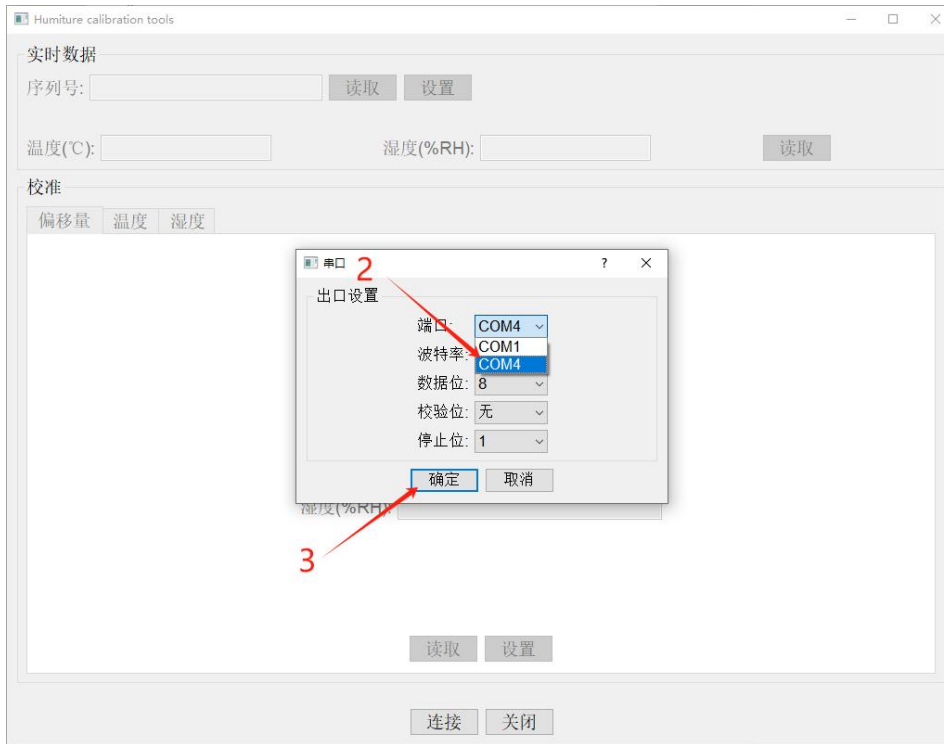 Humiture calibration tools
实时数据
序列号: 读取 设置
温度(℃): 湿度(%RH): 读取
校准
偏移量 温度 湿度
串口 ?
2
出口设置
端口: COM4
COM1
波特率:
COM4
数据位: 8
校验位: 无
停止位: 1
确定 取消
湿度(%RH):
3
读取 设置
连接 关闭